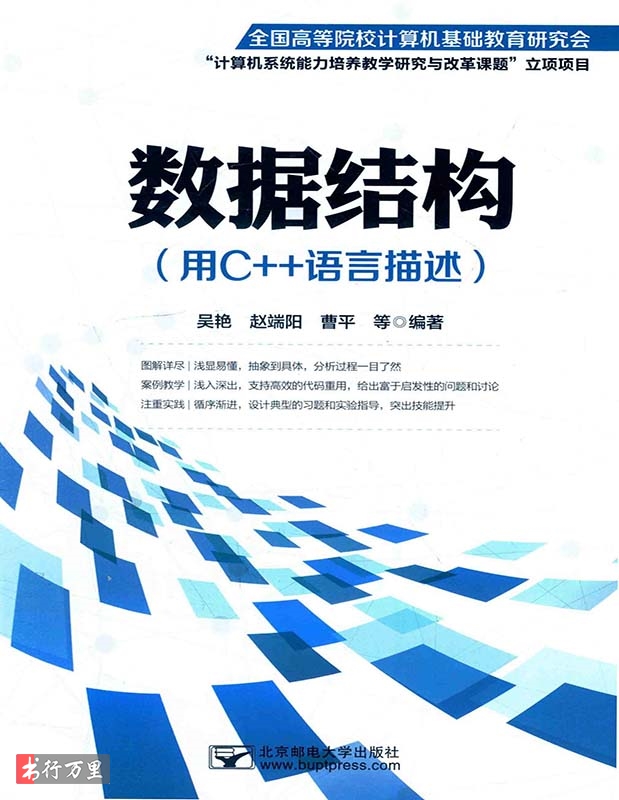 全国高等院校计算机基础教育研究会
“计算机系统能力培养教学研究与改革课题”立项项目
数据结构
（用C++语言描述）
吴艳 赵端阳 曹平 等◎编著
图解详尽|浅显易懂，抽象到具体，分析过程一目了然
案例教学|浅入深出，支持高效的代码重用，给出富于启发性的问题和讨论
注重实践|循序渐进，设计典型的习题和实验指导，突出技能提升
北京邮电大学出版社
www.buptpress.com
书行万里